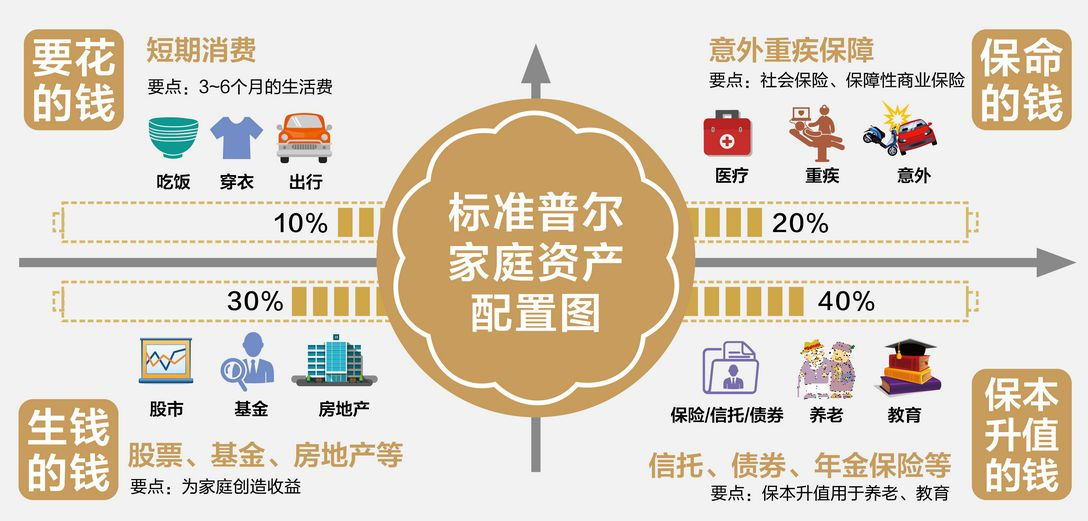 要花
的钱
短期消费
要点：3~6个月的生活费
吃饭 穿衣 出行
10%
意外重疾保障
要点：社会保险、保障性商业保险
保命
的钱
医疗 重疾 意外
20%
标准普尔
家庭资产
配置图
30%
股市 基金 房地产
生钱
的钱
股票、基金、房地产等
要点：为家庭创造收益
40%
保险/信托/债券 养老 教育
信托、债券、年金保险等
要点：保本升值用于养老、教育
保本
升值
的钱